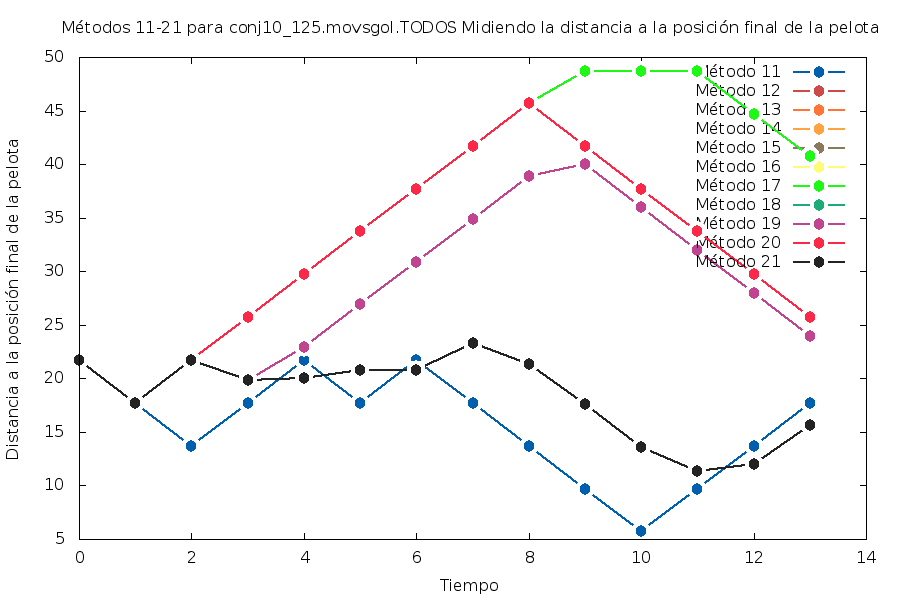 Métodos 11-21 para conj10_125.movsgol.TODOS Midiendo la distancia a la posición final de la pelota
50
45
40
35
30
25
20
15
10
5
0 2 4 6 8 10 12 14
Distancia a la posición final de la pelota
Tiempo
Método 11
Método 12
Método 13
Método 14
Método 15
Método 16
Método 17
Método 18
Método 19
Método 20
Método 21